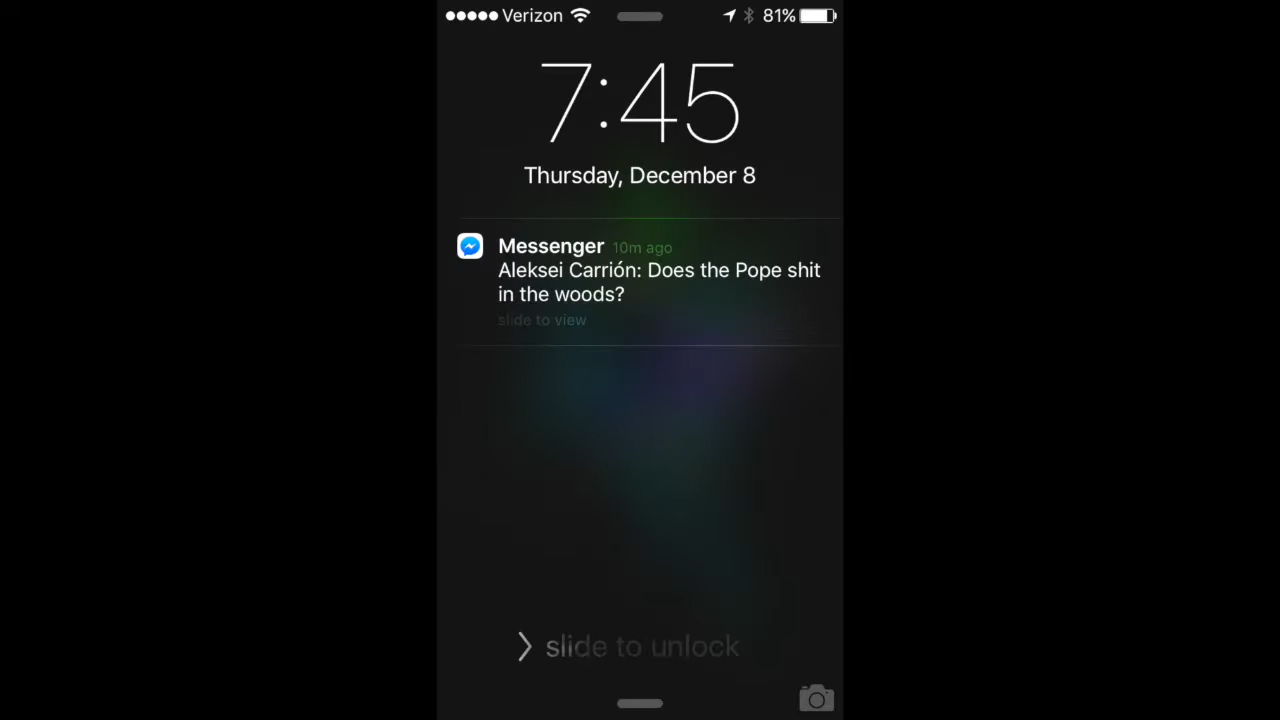 Verizon 81%
7:45
Thursday, December 8
Messenger 10m ago
Aleksei Carrión: Does the Pope shit
in the woods?
slide to view
slide to unlock